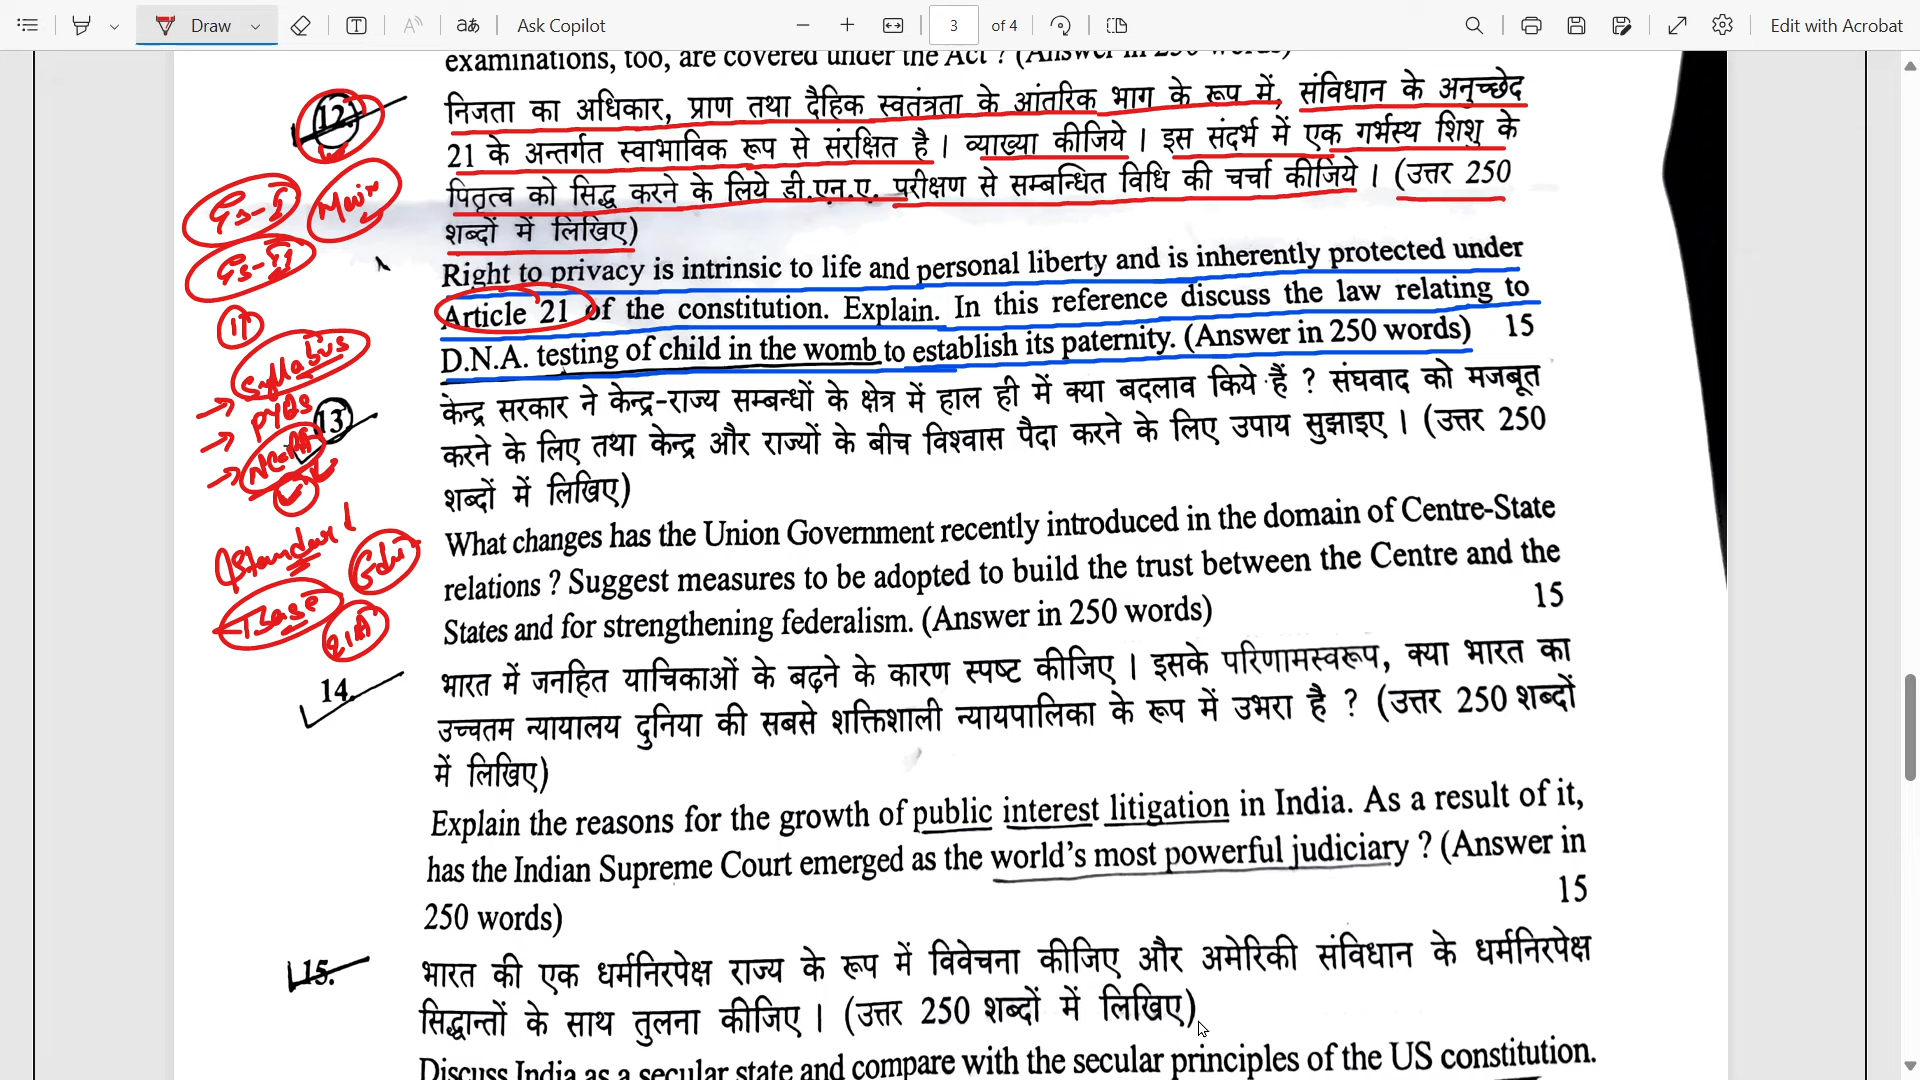 Draw
Ask Copilot
3 of 4
Edit with Acrobat
examinations, too, are covered under the Act ? (Answer in 250 words)
12.
निजता का अधिकार, प्राण तथा दैहिक स्वतंत्रता के आंतरिक भाग के रूप में, संविधान के अनुच्छेद
21 के अन्तर्गत स्वाभाविक रूप से संरक्षित है । व्याख्या कीजिये । इस संदर्भ में एक गर्भस्थ शिशु के
पितृत्व को सिद्ध करने के लिये डी.एन.ए. परीक्षण से सम्बन्धित विधि की चर्चा कीजिये । (उत्तर 250
शब्दों में लिखिए)
GS-I
Main
GS-II
Right to privacy is intrinsic to life and personal liberty and is inherently protected under
Article 21 of the constitution. Explain. In this reference discuss the law relating to
D.N.A. testing of child in the womb to establish its paternity. (Answer in 250 words) 15
Syllabus
PYQs
13
केन्द्र सरकार ने केन्द्र-राज्य सम्बन्धों के क्षेत्र में हाल ही में क्या बदलाव किये हैं ? संघवाद को मजबूत
करने के लिए तथा केन्द्र और राज्यों के बीच विश्वास पैदा करने के लिए उपाय सुझाइए । (उत्तर 250
शब्दों में लिखिए)
Standard
Base
What changes has the Union Government recently introduced in the domain of Centre-State
relations ? Suggest measures to be adopted to build the trust between the Centre and the
States and for strengthening federalism. (Answer in 250 words) 15
14.
भारत में जनहित याचिकाओं के बढ़ने के कारण स्पष्ट कीजिए । इसके परिणामस्वरूप, क्या भारत का
उच्चतम न्यायालय दुनिया की सबसे शक्तिशाली न्यायपालिका के रूप में उभरा है ? (उत्तर 250 शब्दों
में लिखिए)
Explain the reasons for the growth of public interest litigation in India. As a result of it,
has the Indian Supreme Court emerged as the world's most powerful judiciary ? (Answer in
250 words) 15
15.
भारत की एक धर्मनिरपेक्ष राज्य के रूप में विवेचना कीजिए और अमेरिकी संविधान के धर्मनिरपेक्ष
सिद्धान्तों के साथ तुलना कीजिए । (उत्तर 250 शब्दों में लिखिए)
Discuss India as a secular state and compare with the secular principles of the US constitution.